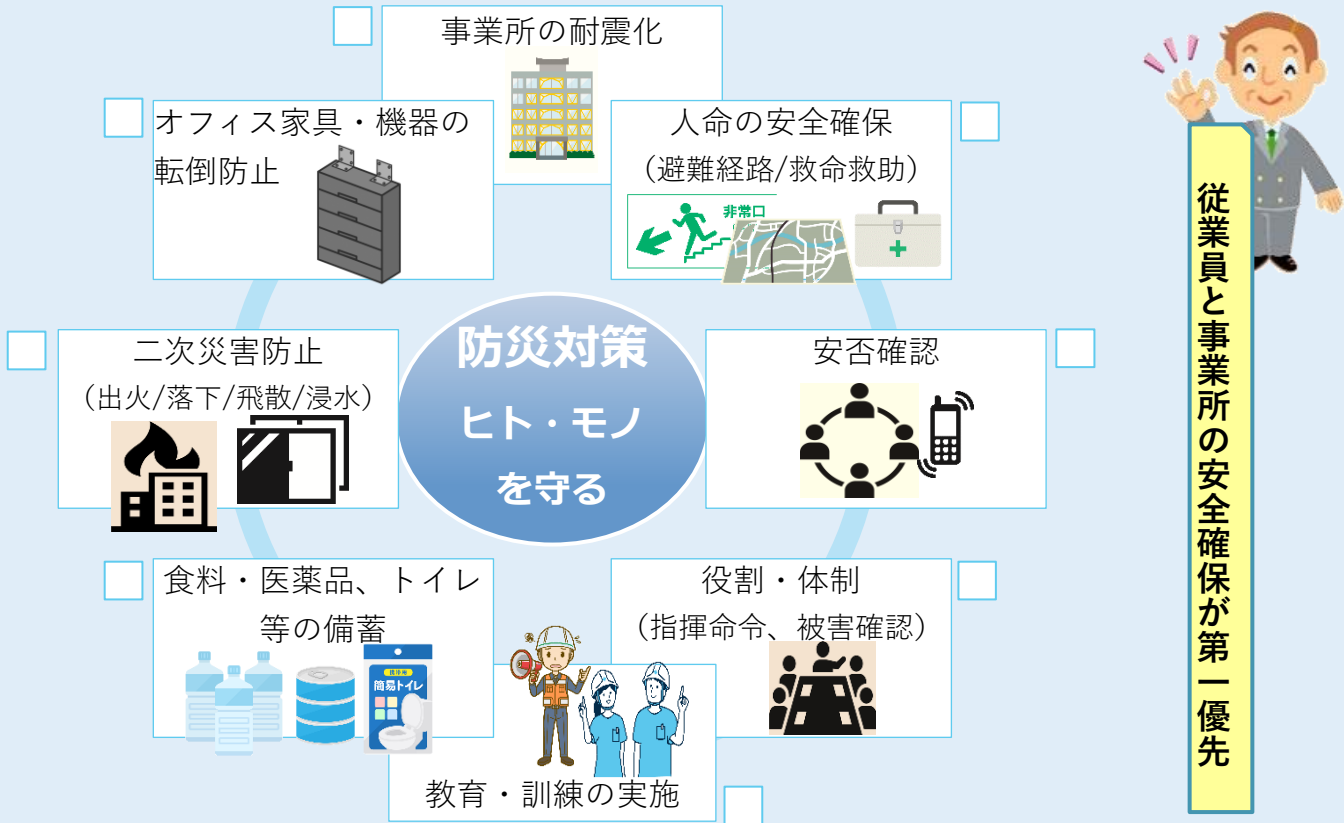 事業所の耐震化
オフィス家具・機器の
転倒防止
人命の安全確保
（避難経路/救命救助）
非常口
二次災害防止
（出火/落下/飛散/浸水）
防災対策
ヒト・モノ
を守る
安否確認
食料・医薬品、トイレ
等の備蓄
簡易トイレ
役割・体制
（指揮命令、被害確認）
教育・訓練の実施
従業員と事業所の安全確保が第一優先